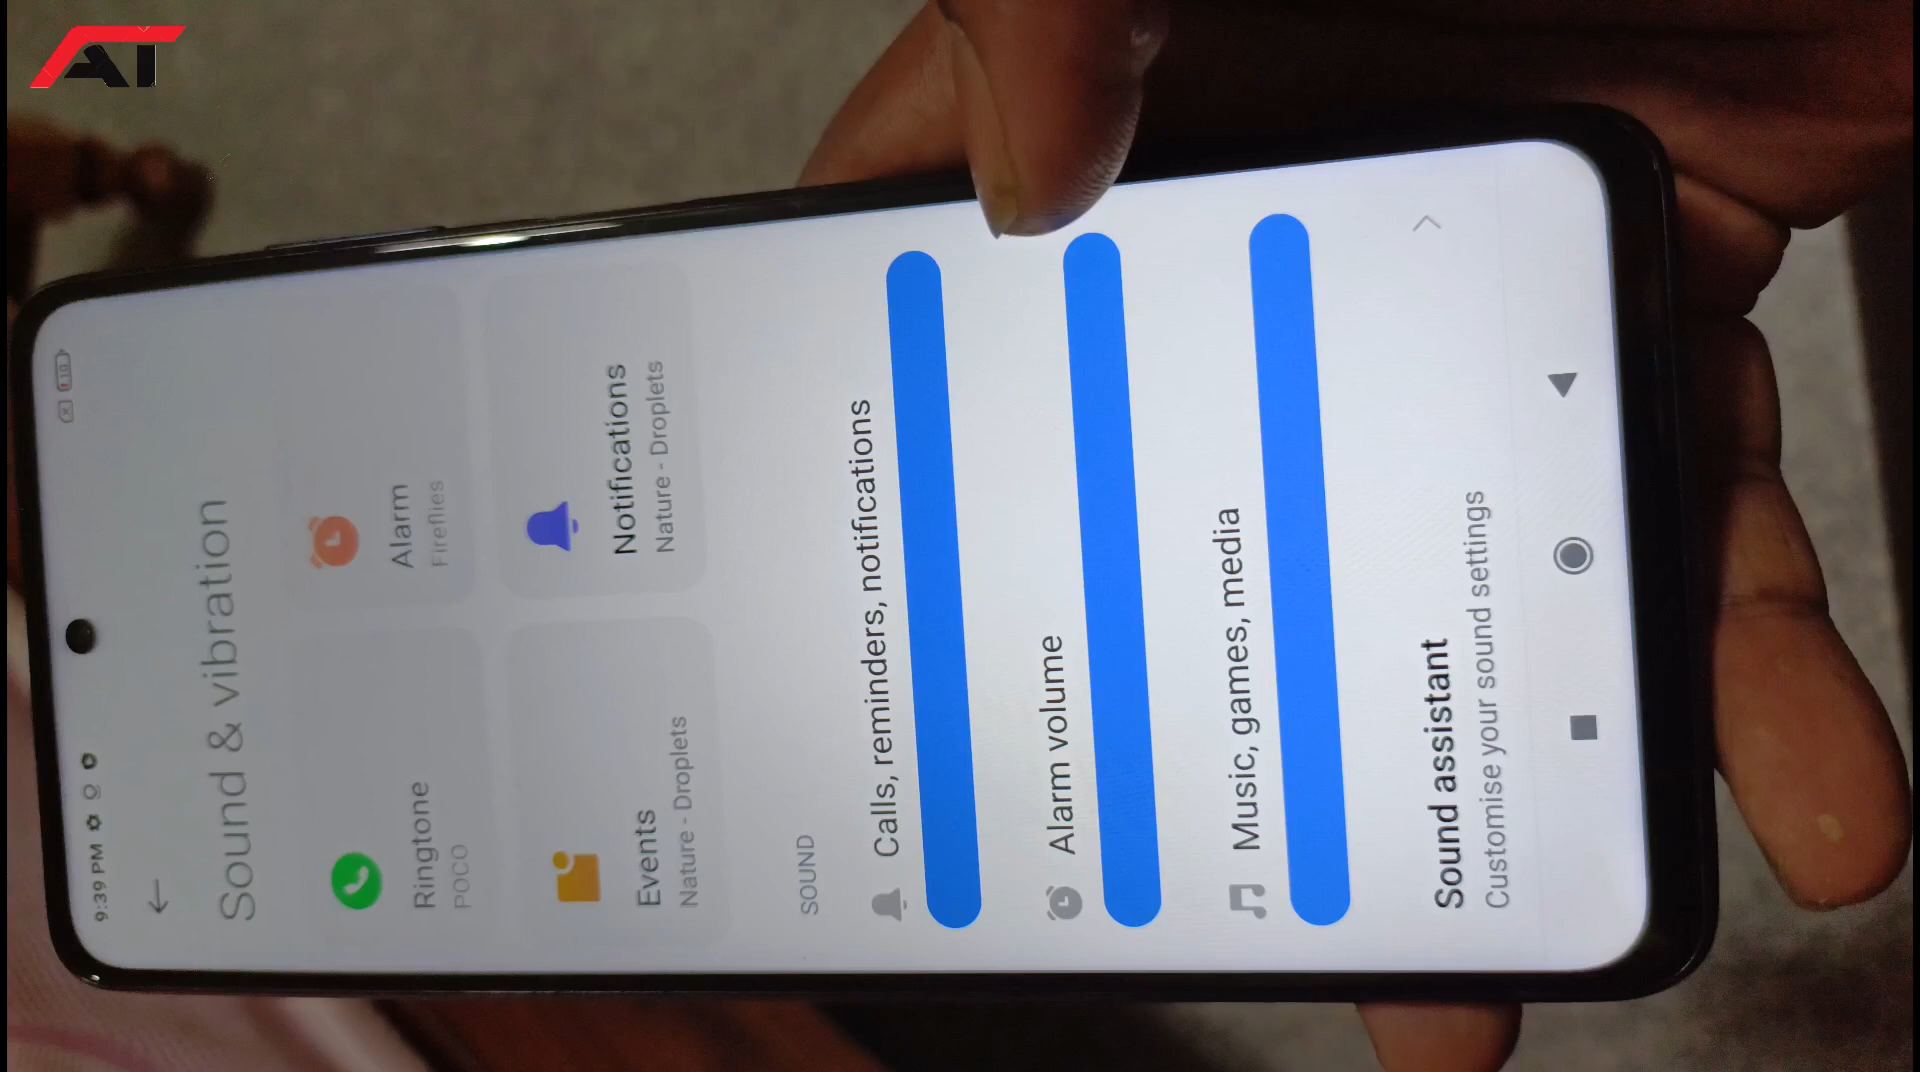 AT
9:39 PM
10
Sound & vibration
Ringtone
POCO
Alarm
Fireflies
Events
Nature - Droplets
Notifications
Nature - Droplets
SOUND
Calls, reminders, notifications
Alarm volume
Music, games, media
Sound assistant
Customise your sound settings